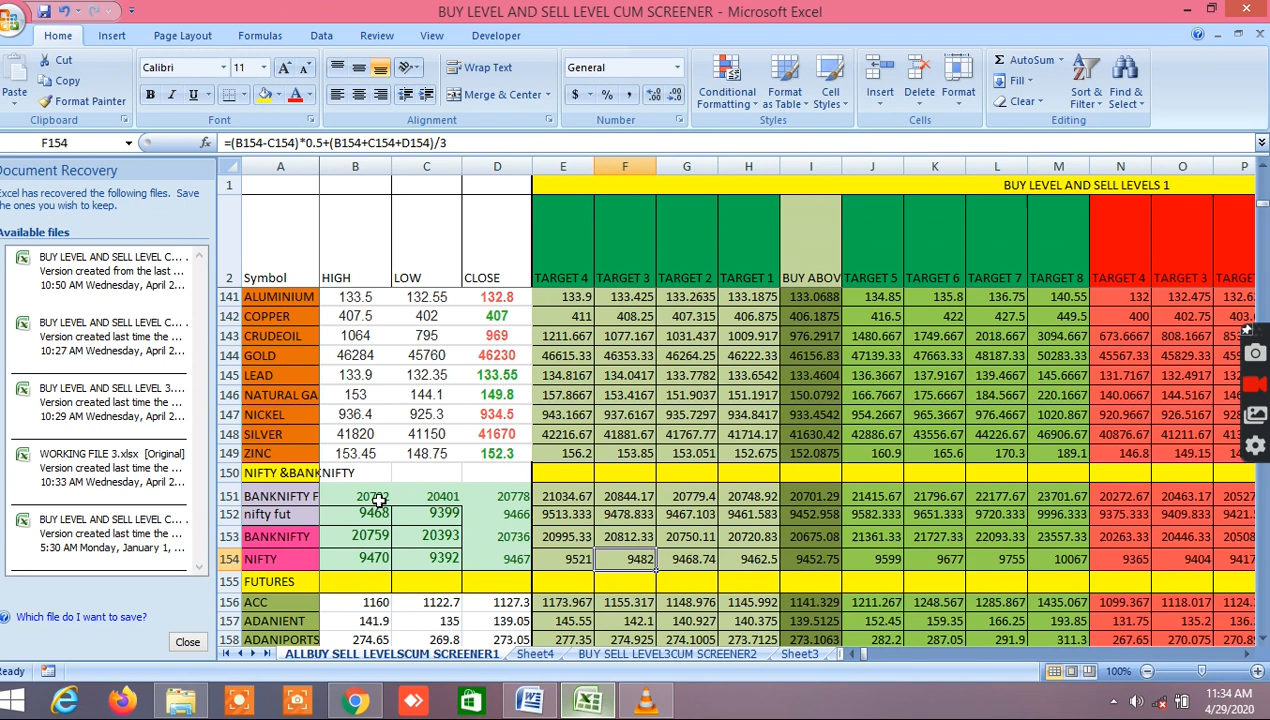 BUY LEVEL AND SELL LEVEL CUM SCREENER - Microsoft Excel
Home Insert Page Layout Formulas Data Review View Developer
Paste Cut Copy Format Painter Clipboard
Calibri 11 A A B I U A Font
Wrap Text Merge & Center Alignment
General $ % , .0 .00 .00 .0 Number
Conditional Formatting Format as Table Cell Styles Styles
Insert Delete Format Cells
Σ AutoSum Fill Clear Sort & Filter Find & Select Editing
F154 fx =(B154-C154)*0.5+(B154+C154+D154)/3
Document Recovery
Excel has recovered the following files. Save
the ones you wish to keep.
Available files
BUY LEVEL AND SELL LEVEL C...
Version created from the last ...
10:50 AM Wednesday, April 2...
BUY LEVEL AND SELL LEVEL C...
Version created last time the ...
10:27 AM Wednesday, April 2...
BUY LEVEL AND SELL LEVEL 3....
Version created last time the ...
10:29 AM Wednesday, April 2...
WORKING FILE 3.xlsx [Original]
Version created last time the ...
10:33 AM Wednesday, April 2...
BUY LEVEL AND SELL LEVEL C...
Version created last time the ...
5:30 AM Monday, January 1, ...
Which file do I want to save?
Close
A B C D E F G H I J K L M N O P
1 BUY LEVEL AND SELL LEVELS 1
2 Symbol HIGH LOW CLOSE TARGET 4 TARGET 3 TARGET 2 TARGET 1 BUY ABOV TARGET 5 TARGET 6 TARGET 7 TARGET 8 TARGET 4 TARGET 3 TARGET
141 ALUMINIUM 133.5 132.55 132.8 133.9 133.425 133.2635 133.1875 133.0688 134.85 135.8 136.75 140.55 132 132.475 132.6
142 COPPER 407.5 402 407 411 408.25 407.315 406.875 406.1875 416.5 422 427.5 449.5 400 402.75 403.
143 CRUDEOIL 1064 795 969 1211.667 1077.167 1031.437 1009.917 976.2917 1480.667 1749.667 2018.667 3094.667 673.6667 808.1667
144 GOLD 46284 45760 46230 46615.33 46353.33 46264.25 46222.33 46156.83 47139.33 47663.33 48187.33 50283.33 45567.33 45829.33 459
145 LEAD 133.9 132.35 133.55 134.8167 134.0417 133.7782 133.6542 133.4604 136.3667 137.9167 139.4667 145.6667 131.7167 132.4917
146 NATURAL GA 153 144.1 149.8 157.8667 153.4167 151.9037 151.1917 150.0792 166.7667 175.6667 184.5667 220.1667 140.0667 144.5167
147 NICKEL 936.4 925.3 934.5 943.1667 937.6167 935.7297 934.8417 933.4542 954.2667 965.3667 976.4667 1020.867 920.9667 926.5167
148 SILVER 41820 41150 41670 42216.67 41881.67 41767.77 41714.17 41630.42 42886.67 43556.67 44226.67 46906.67 40876.67 41211.67 413
149 ZINC 153.45 148.75 152.3 156.2 153.85 153.051 152.675 152.0875 160.9 165.6 170.3 189.1 146.8 149.15
150 NIFTY &BANKNIFTY
151 BANKNIFTY F 20401 20778 21034.67 20844.17 20779.4 20748.92 20701.29 21415.67 21796.67 22177.67 23701.67 20272.67 20463.17 20527
152 nifty fut 9468 9399 9466 9513.333 9478.833 9467.103 9461.583 9452.958 9582.333 9651.333 9720.333 9996.333 9375.333 9409.833 9421.
153 BANKNIFTY 20759 20393 20736 20995.33 20812.33 20750.11 20720.83 20675.08 21361.33 21727.33 22093.33 23557.33 20263.33 20446.33 20508
154 NIFTY 9470 9392 9467 9521 9482 9468.74 9462.5 9452.75 9599 9677 9755 10067 9365 9404 9417
155 FUTURES
156 ACC 1160 1122.7 1127.3 1173.967 1155.317 148.976 145.992 1141.329 1211.267 1248.567 1285.867 1435.067 1099.367 1118.017 1124.
157 ADANIENT 141.9 135 139.05 145.55 142.1 140.927 140.375 139.5125 152.45 159.35 166.25 193.85 131.75 135.2 136.
158 ADANIPORTS 274.65 269.8 273.05 277.35 274.925 274.1005 273.7125 273.1063 282.2 287.05 291.9 311.3 267.65 270.075 270.8
ALLBUY SELL LEVELSCUM SCREENER1 Sheet4 BUY SELL LEVEL3CUM SCREENER2 Sheet3
Ready 100%
11:34 AM
4/29/2020